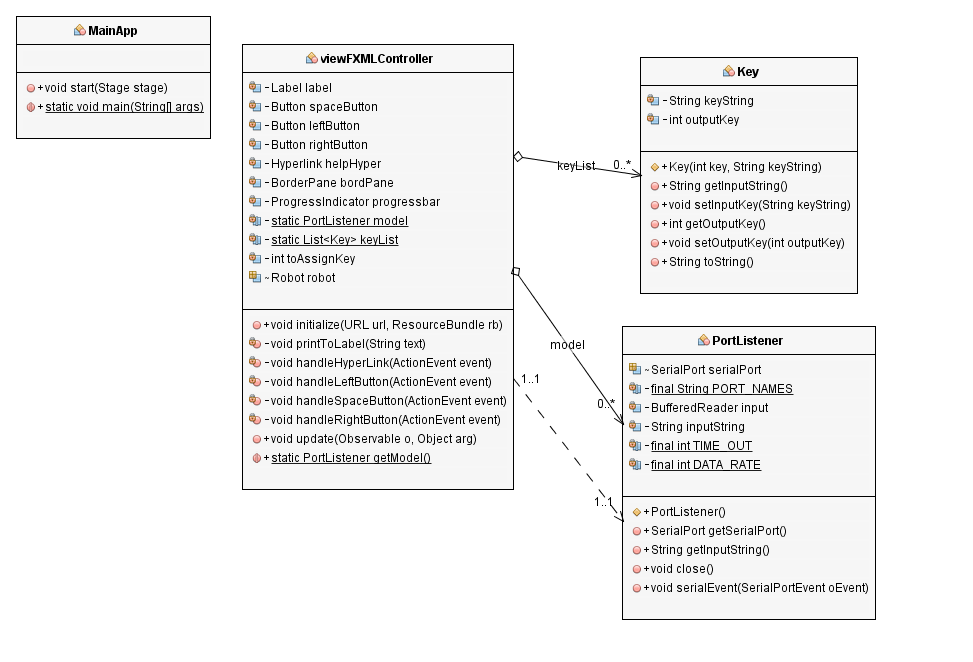 MainApp
+void start(Stage stage)
+static void main(String[] args)
viewFXMLController
-Label label
-Button spaceButton
-Button leftButton
-Button rightButton
-Hyperlink helpHyper
-BorderPane bordPane
-ProgressIndicator progressbar
-static PortListener model
-static List<Key> keyList
-int toAssignKey
~Robot robot
+void initialize(URL url, ResourceBundle rb)
-void printToLabel(String text)
-void handleHyperLink(ActionEvent event)
-void handleLeftButton(ActionEvent event)
-void handleSpaceButton(ActionEvent event)
-void handleRightButton(ActionEvent event)
+void update(Observable o, Object arg)
+static PortListener getModel()
keyList
0..*
model
0..*
1..1
1..1
Key
-String keyString
-int outputKey
+Key(int key, String keyString)
+String getInputString()
+void setInputKey(String keyString)
+int getOutputKey()
+void setOutputKey(int outputKey)
+String toString()
PortListener
~SerialPort serialPort
-final String PORT_NAMES
-BufferedReader input
-String inputString
-final int TIME_OUT
-final int DATA_RATE
+PortListener()
+SerialPort getSerialPort()
+String getInputString()
+void close()
+void serialEvent(SerialPortEvent oEvent)